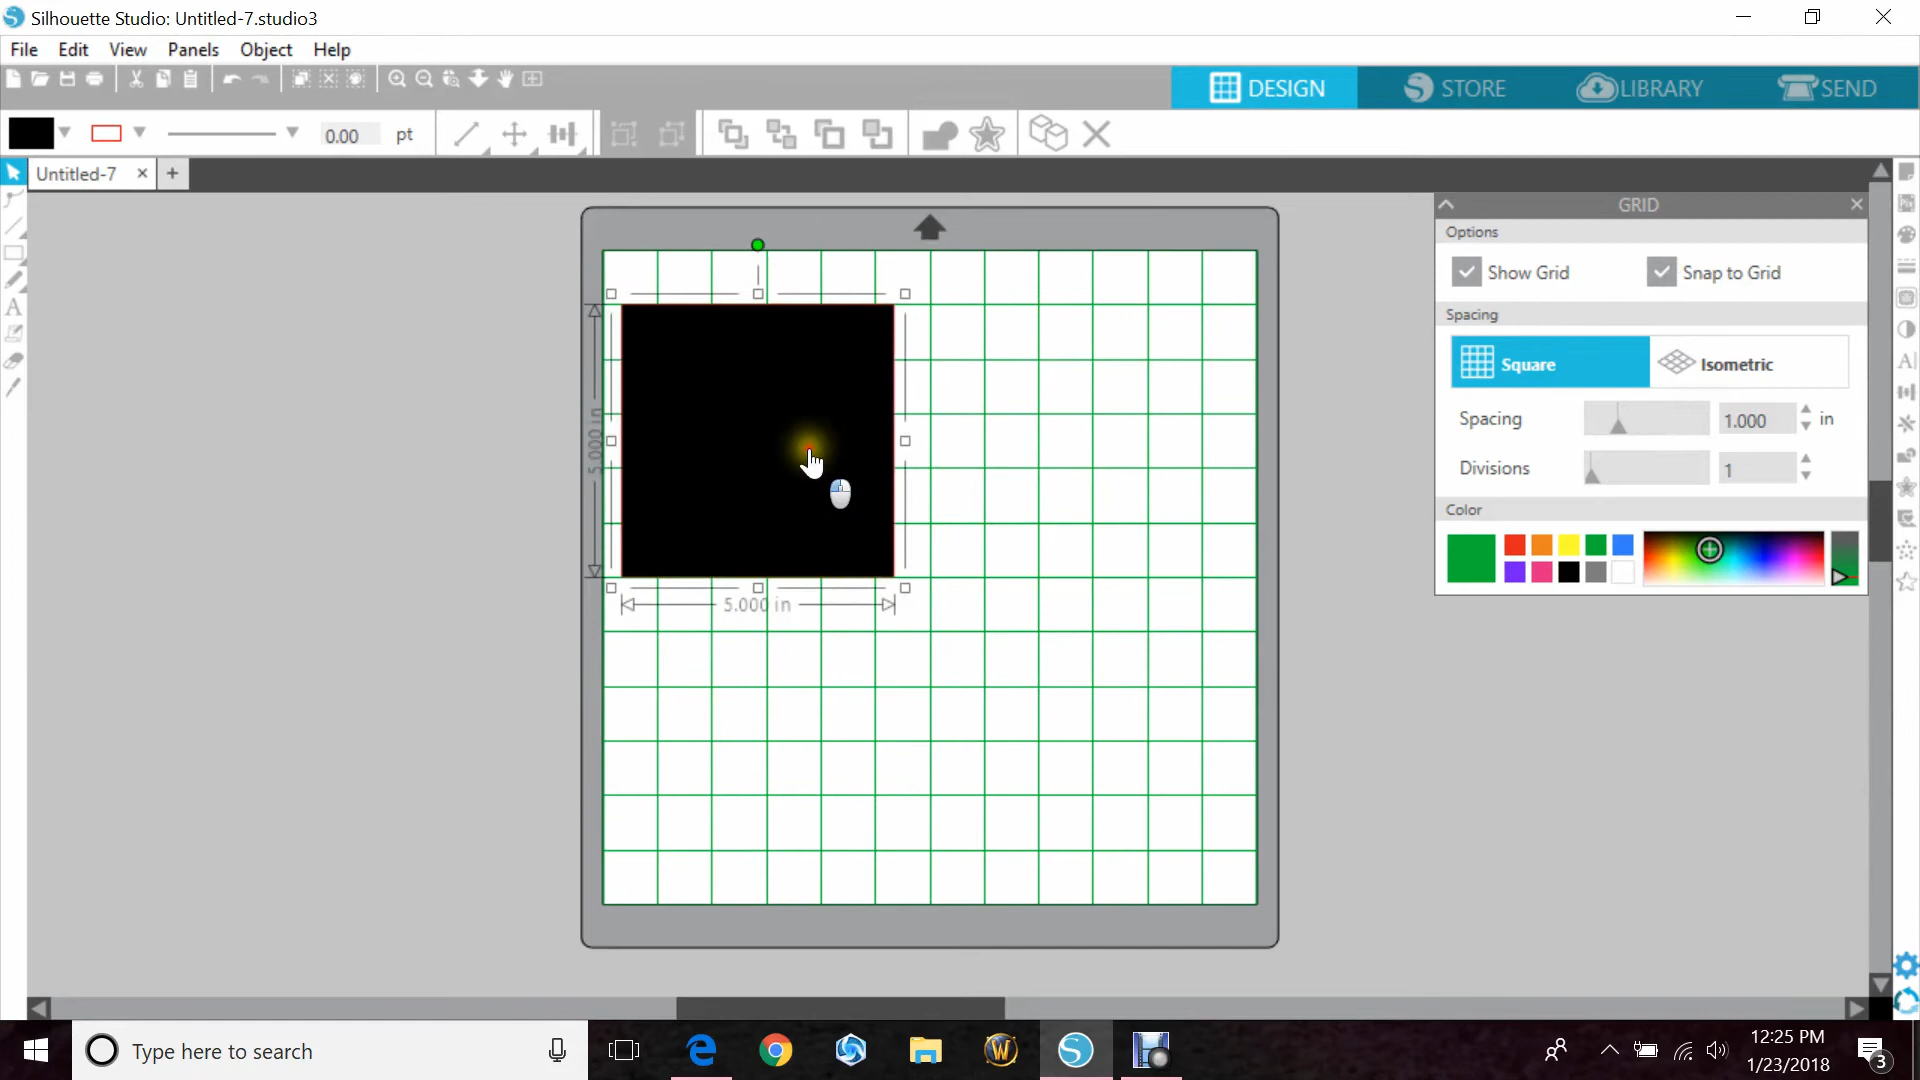 Silhouette Studio: Untitled-7.studio3
File Edit View Panels Object Help
DESIGN STORE LIBRARY SEND
0.00 pt
Untitled-7
GRID
Options
Show Grid Snap to Grid
Spacing
Square Isometric
Spacing 1.000 in
Divisions 1
Color
5.000 in
5.000 in
Type here to search
12:25 PM
1/23/2018
3